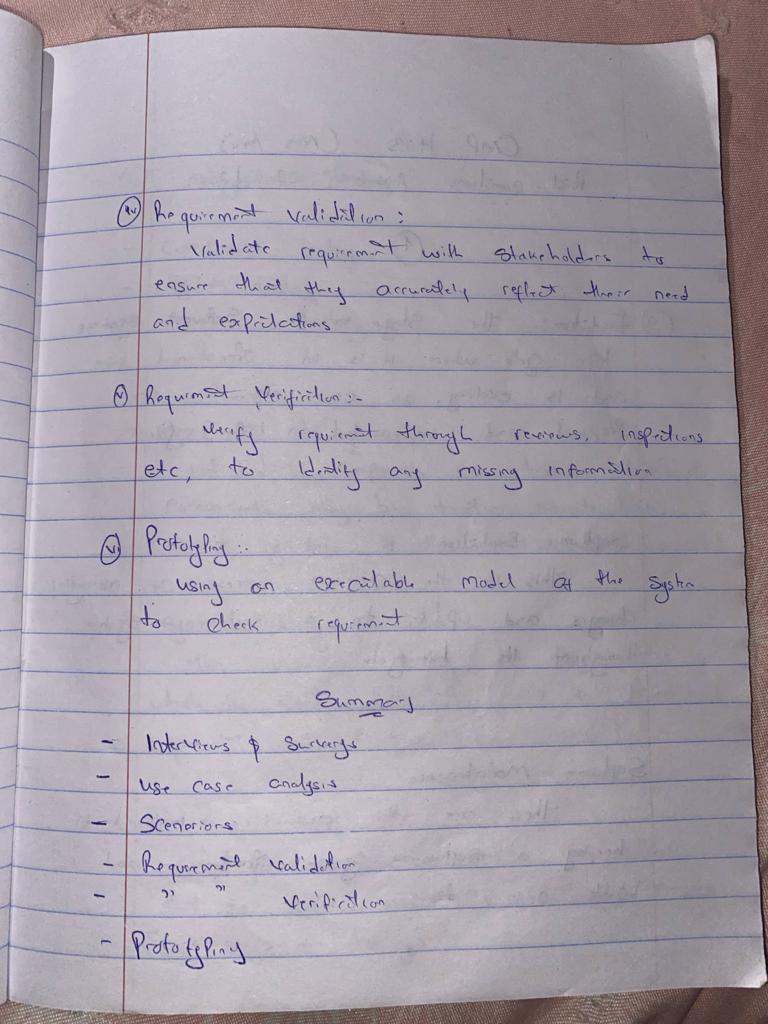 (iv) Requirement validation :
validate requirement with stakeholders to
ensure that they accurately reflect their need
and expectations
(v) Requirment Verification :-
verify requirement through reviews, inspections
etc, to Identify any missing information
(vi) Prototyping :-
using an executable model of the system
to check requirement
Summary
- Interviews & surveys
- use case analysis
- Scenariors
- Requirement validation
- " " verification
- Prototyping